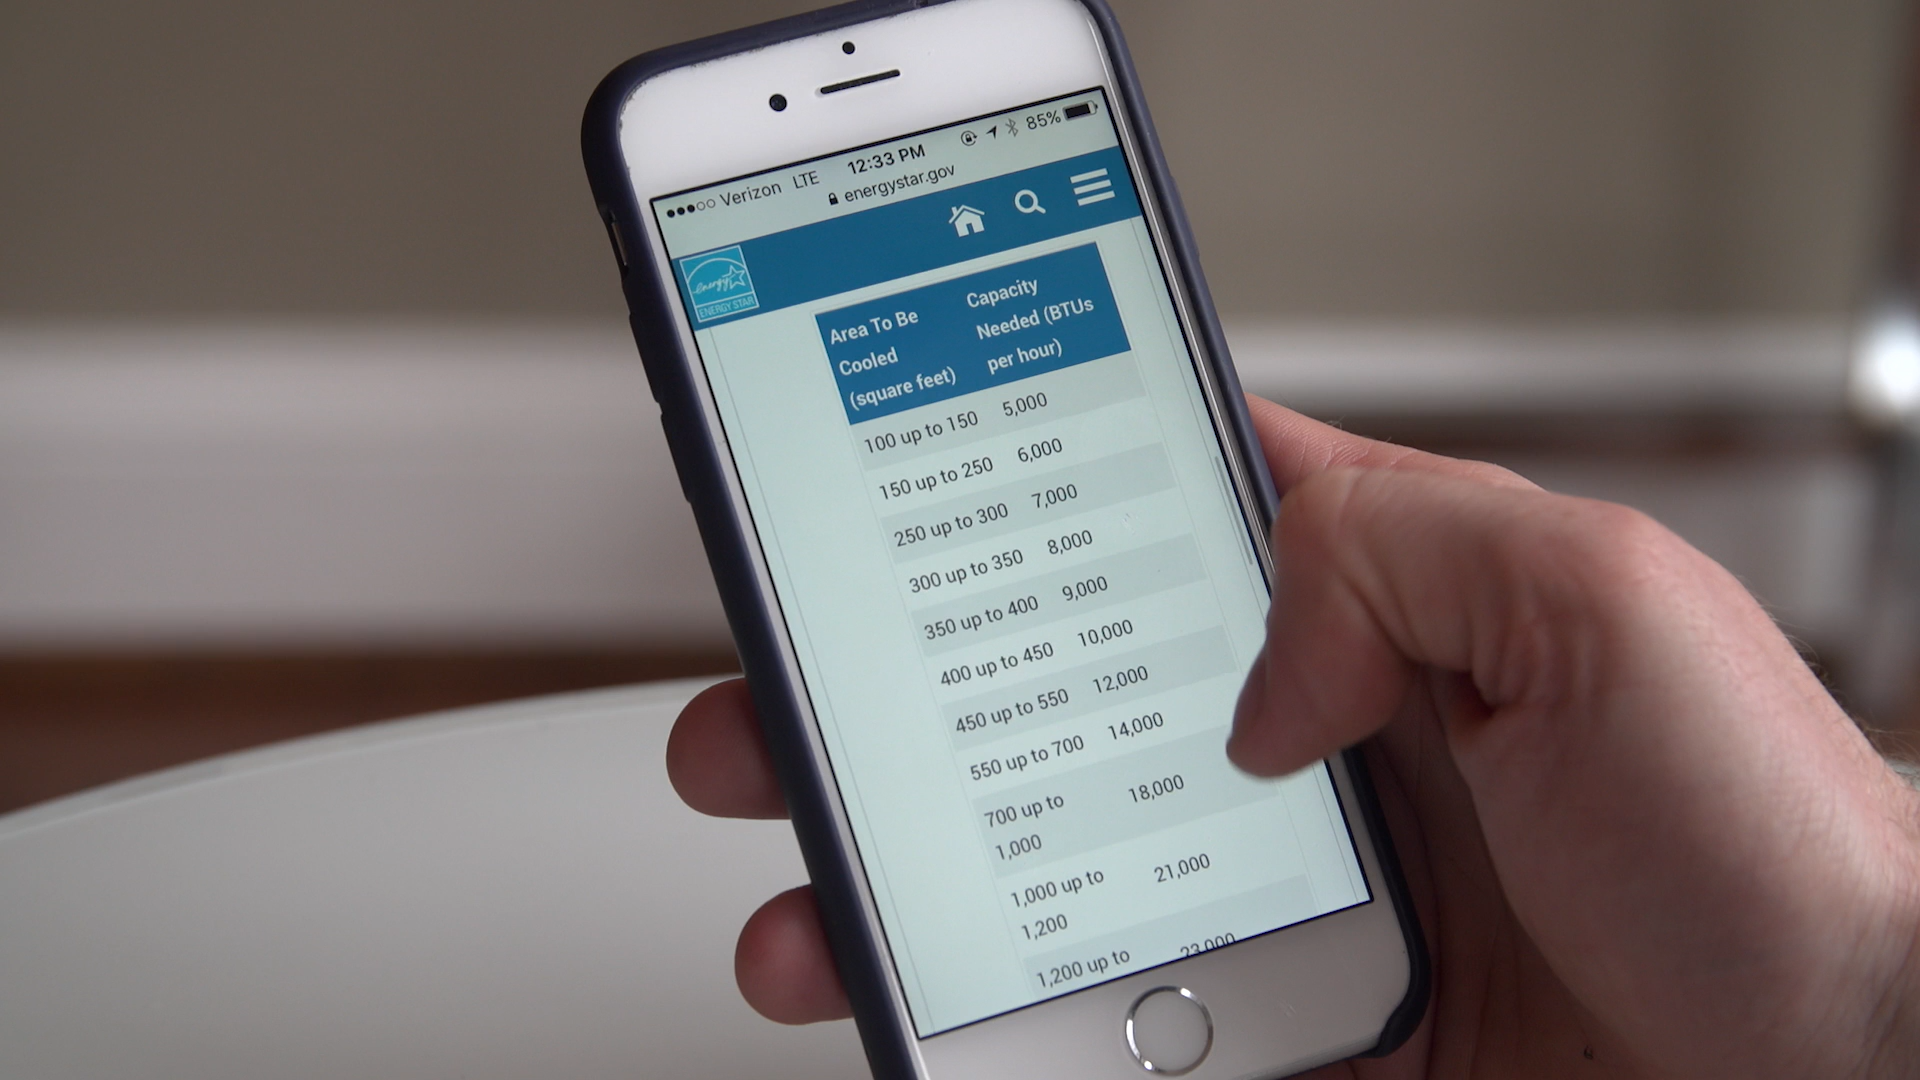 ●●●○○ Verizon LTE 12:33 PM 85%
energystar.gov
energy
ENERGY STAR
Area To Be Cooled (square feet) Capacity Needed (BTUs per hour)
100 up to 150 5,000
150 up to 250 6,000
250 up to 300 7,000
300 up to 350 8,000
350 up to 400 9,000
400 up to 450 10,000
450 up to 550 12,000
550 up to 700 14,000
700 up to 1,000 18,000
1,000 up to 1,200 21,000
1,200 up to 23,000